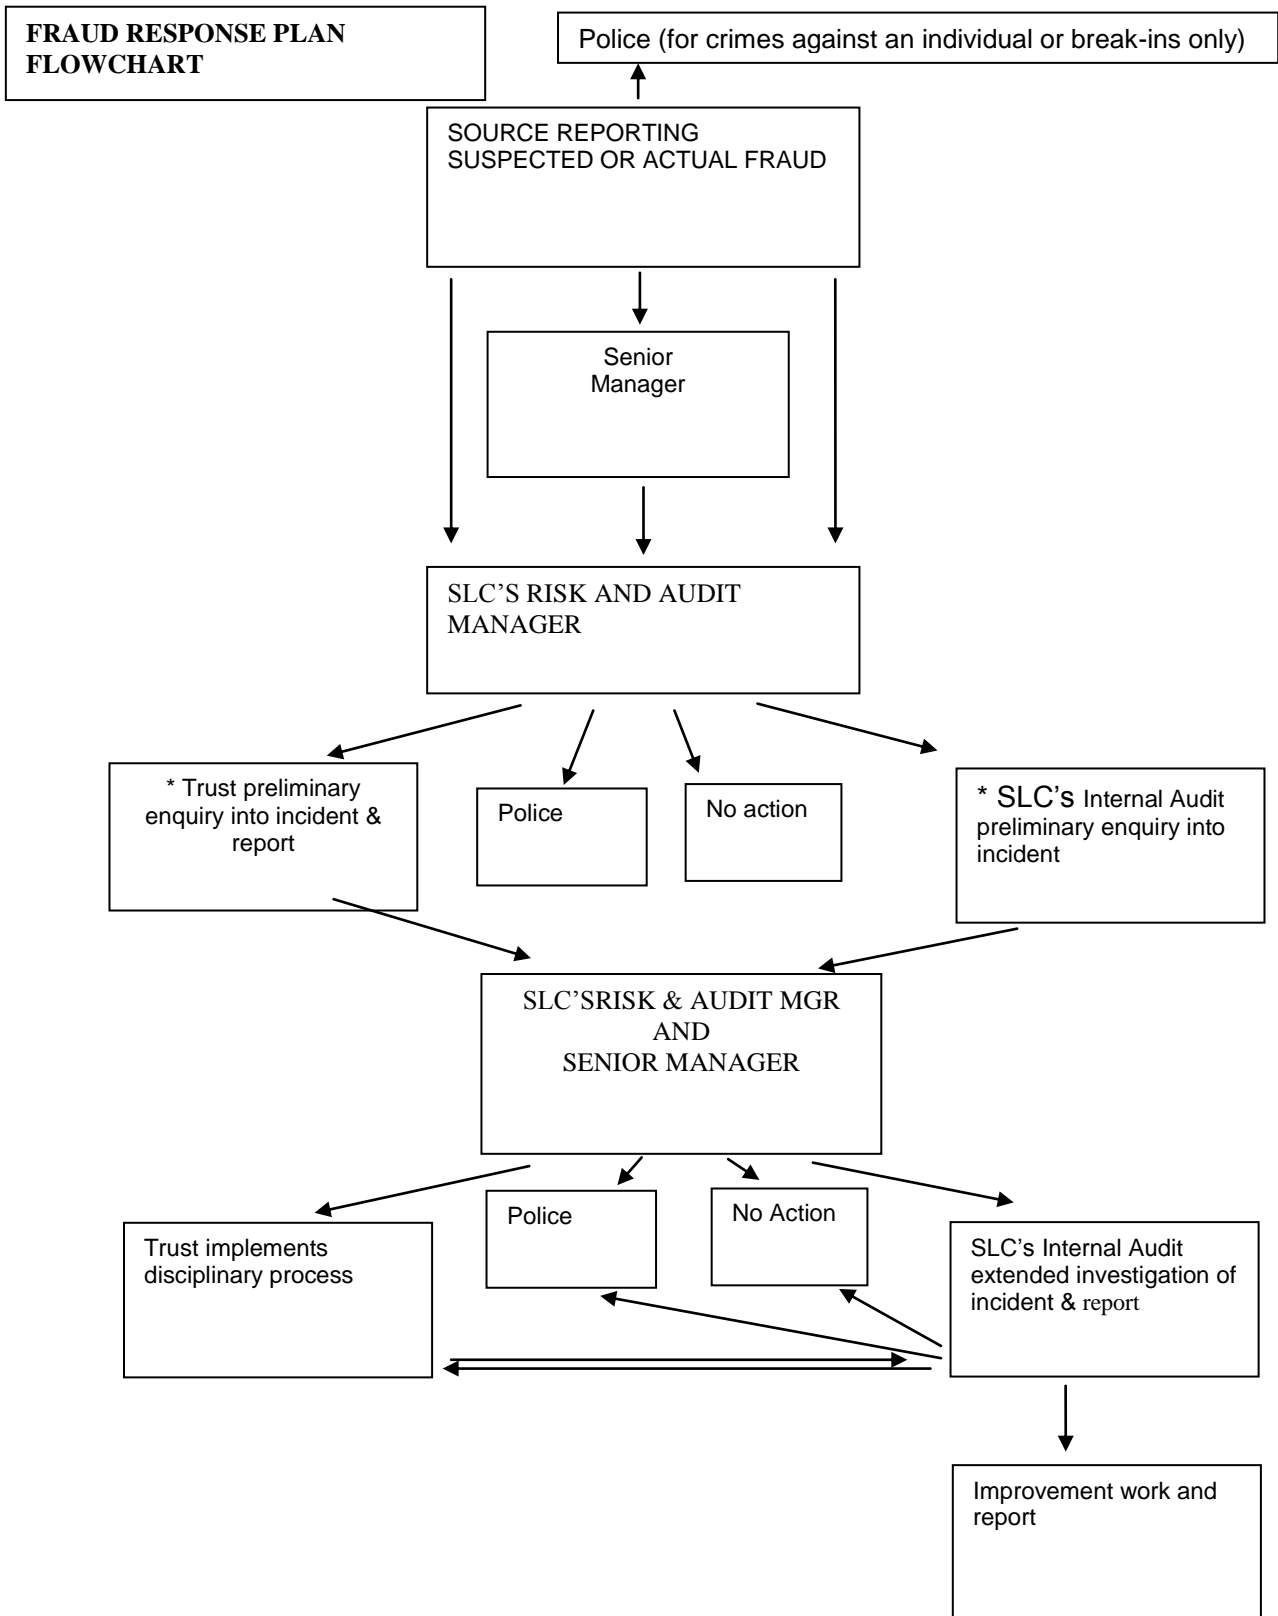 FRAUD RESPONSE PLAN
FLOWCHART
Police (for crimes against an individual or break-ins only)
SOURCE REPORTING
SUSPECTED OR ACTUAL FRAUD
Senior
Manager
SLC’S RISK AND AUDIT
MANAGER
* Trust preliminary
enquiry into incident &
report
Police
No action
* SLC’s Internal Audit
preliminary enquiry into
incident
SLC’SRISK & AUDIT MGR
AND
SENIOR MANAGER
Trust implements
disciplinary process
Police
No Action
SLC’s Internal Audit
extended investigation of
incident & report
Improvement work and
report